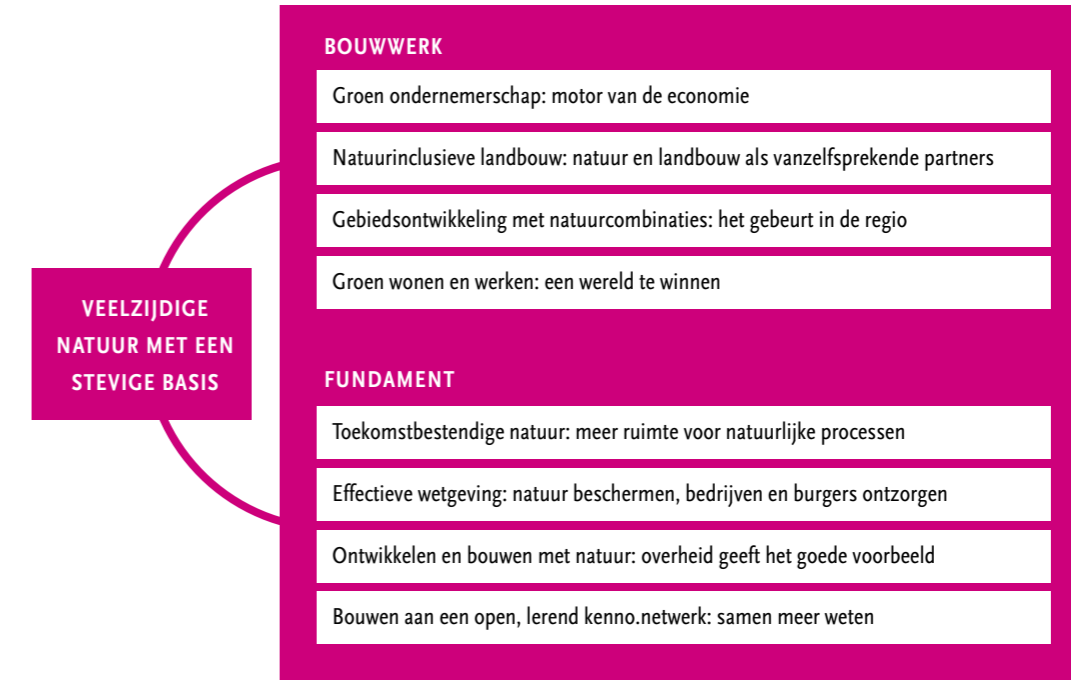 BOUWWERK
Groen ondernemerschap: motor van de economie
Natuurinclusieve landbouw: natuur en landbouw als vanzelfsprekende partners
Gebiedsontwikkeling met natuurcombinaties: het gebeurt in de regio
Groen wonen en werken: een wereld te winnen
VEELZIJDIGE
NATUUR MET EEN
STEVIGE BASIS
FUNDAMENT
Toekomstbestendige natuur: meer ruimte voor natuurlijke processen
Effectieve wetgeving: natuur beschermen, bedrijven en burgers ontzorgen
Ontwikkelen en bouwen met natuur: overheid geeft het goede voorbeeld
Bouwen aan een open, lerend kenno.netwerk: samen meer weten